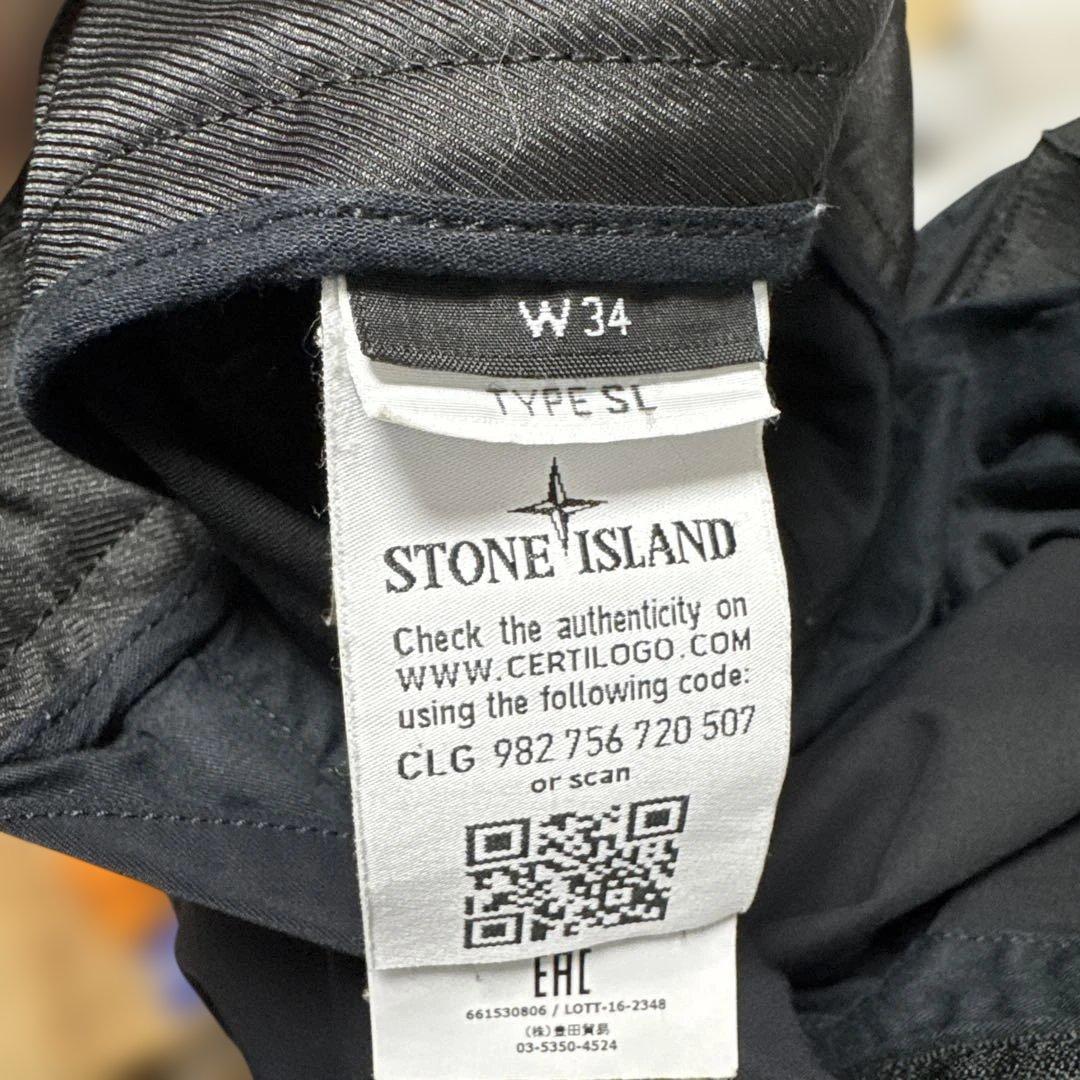 W 34
TYPE SL
STONE ISLAND
Check the authenticity on
WWW.CERTILOGO.COM
using the following code:
CLG 982 756 720 507
or scan
EAC
661530806 / LOTT-16-2348
(株)豊田貿易
03-5350-4524